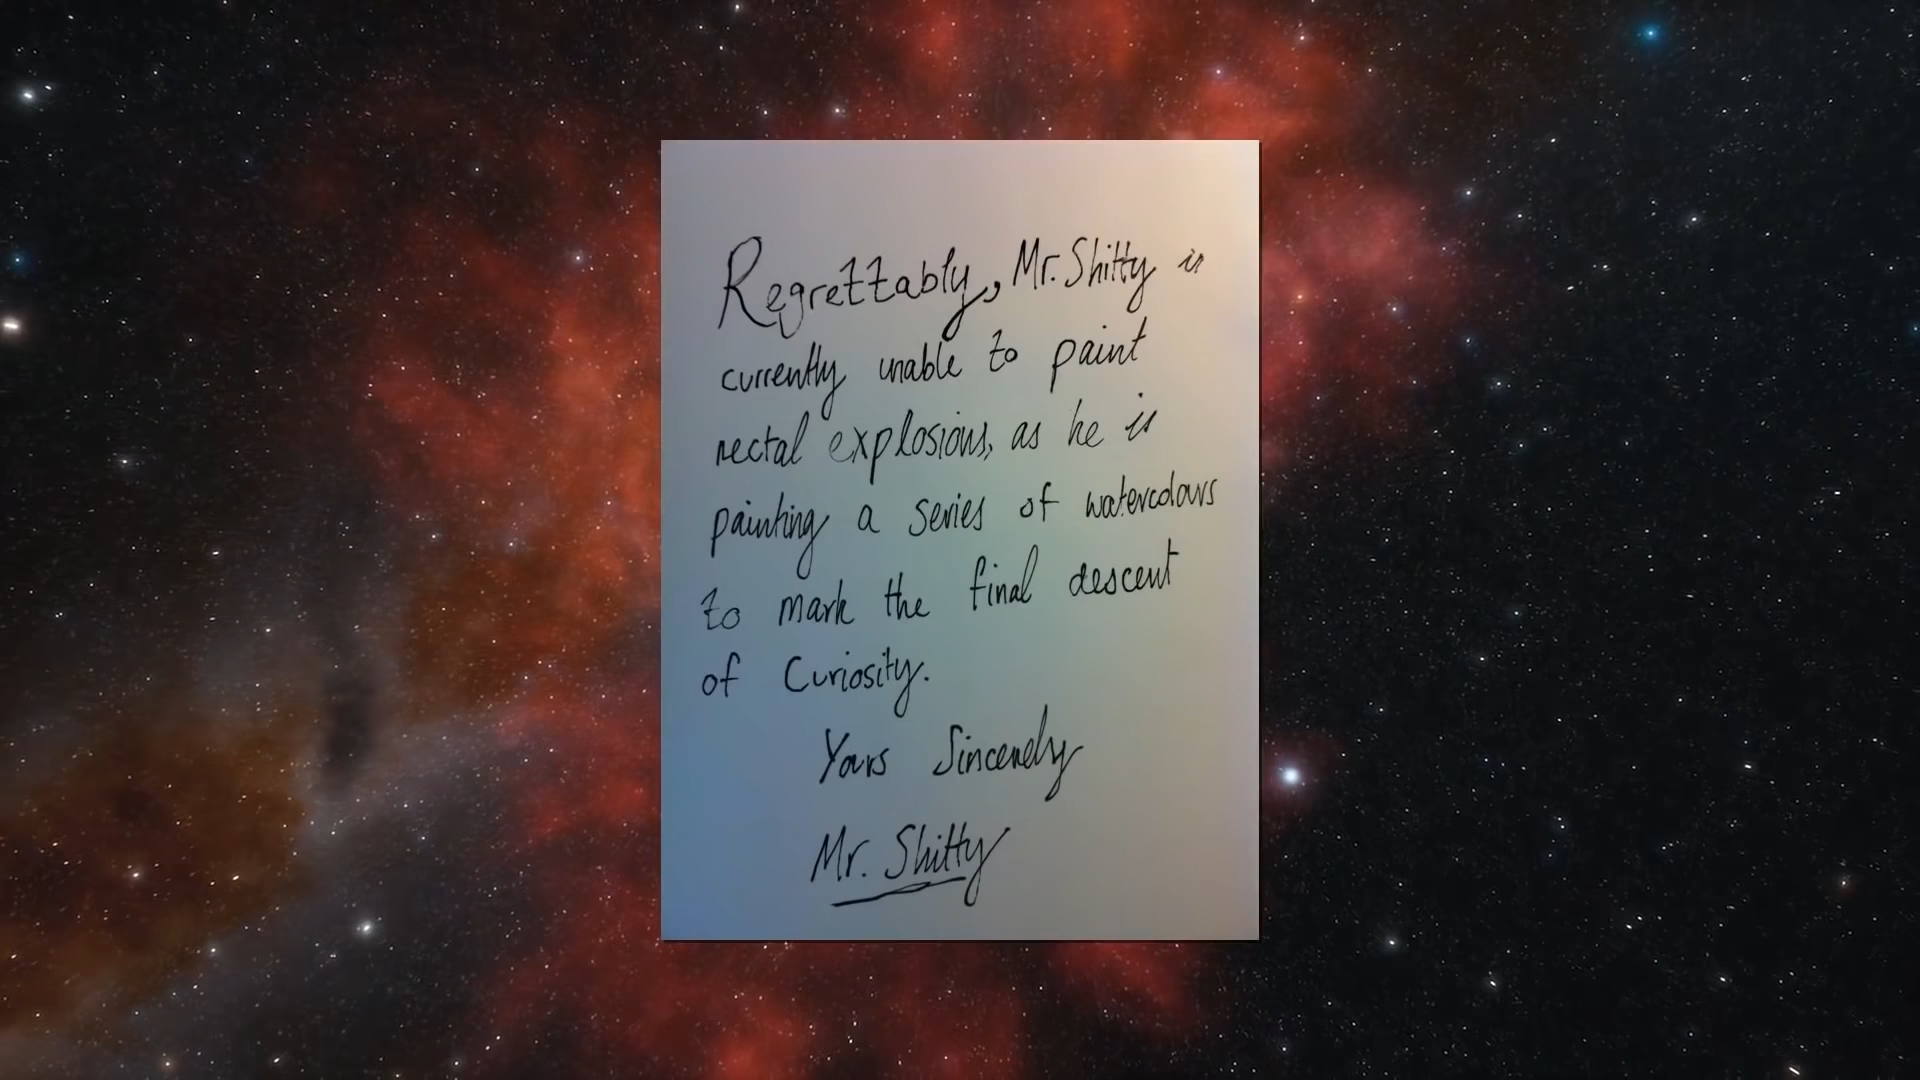 Regrettably, Mr. Shitty is
currently unable to paint
rectal explosions, as he is
painting a series of watercolours
to mark the final descent
of Curiosity.
Yours Sincerely
Mr. Shitty